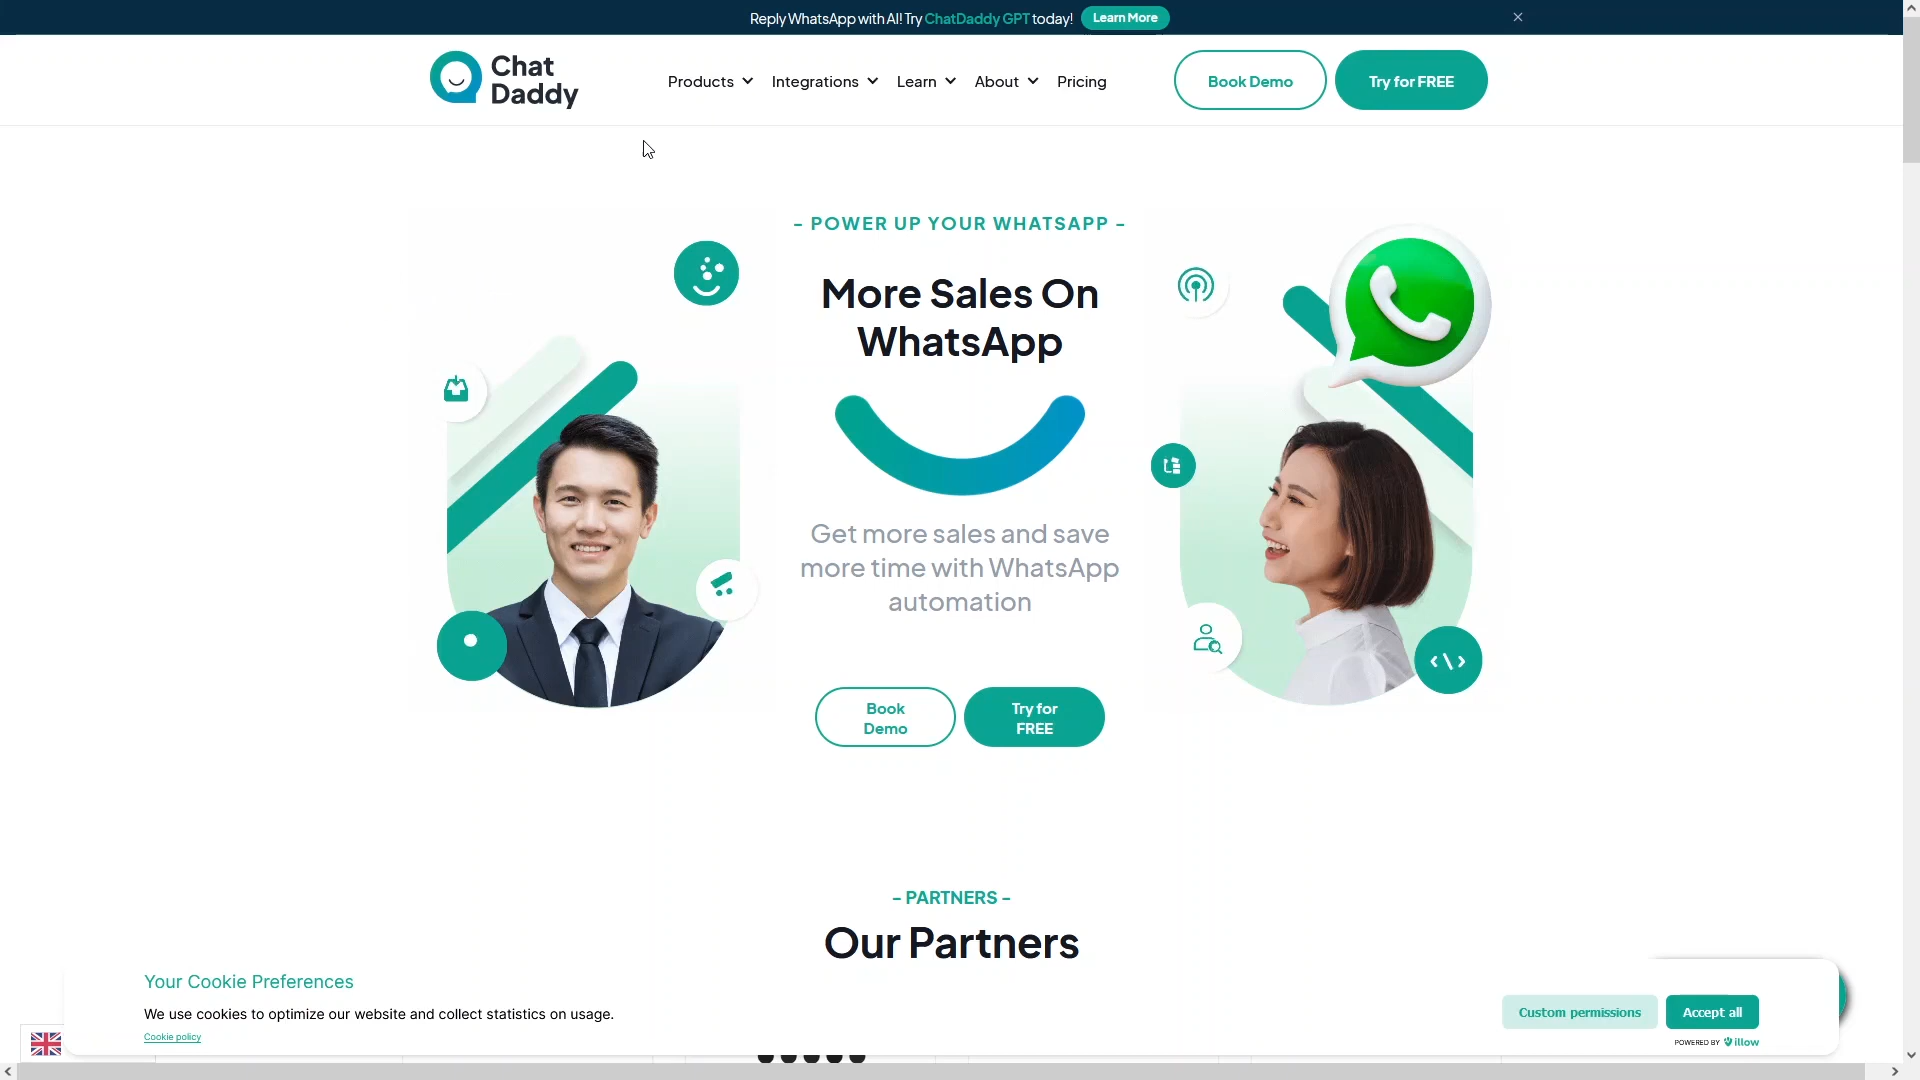 Reply WhatsApp with AI! Try ChatDaddy GPT today!
Learn More
Chat
Daddy
Products
Integrations
Learn
About
Pricing
Book Demo
Try for FREE
- POWER UP YOUR WHATSAPP -
More Sales On
WhatsApp
Get more sales and save
more time with WhatsApp
automation
Book
Demo
Try for
FREE
- PARTNERS -
Our Partners
Your Cookie Preferences
We use cookies to optimize our website and collect statistics on usage.
Cookie policy
Custom permissions
Accept all
POWERED BY illow